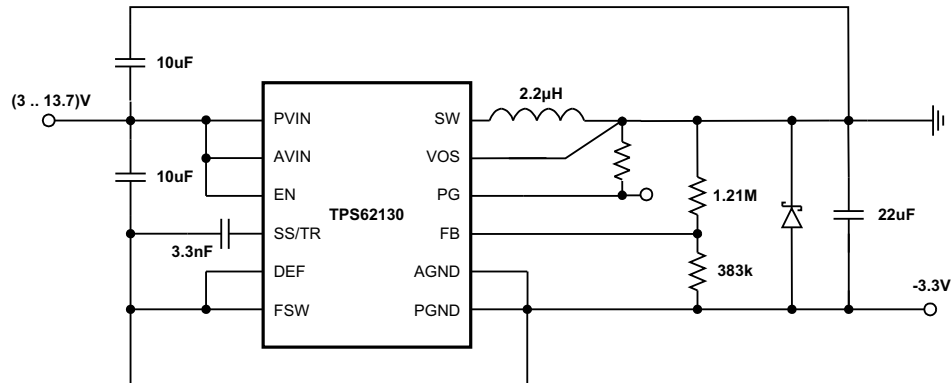 10uF
(3 .. 13.7)V
2.2µH
PVIN
SW
AVIN
VOS
10uF
EN
PG
1.21M
TPS62130
22uF
SS/TR
FB
3.3nF
DEF
AGND
383k
-3.3V
FSW
PGND